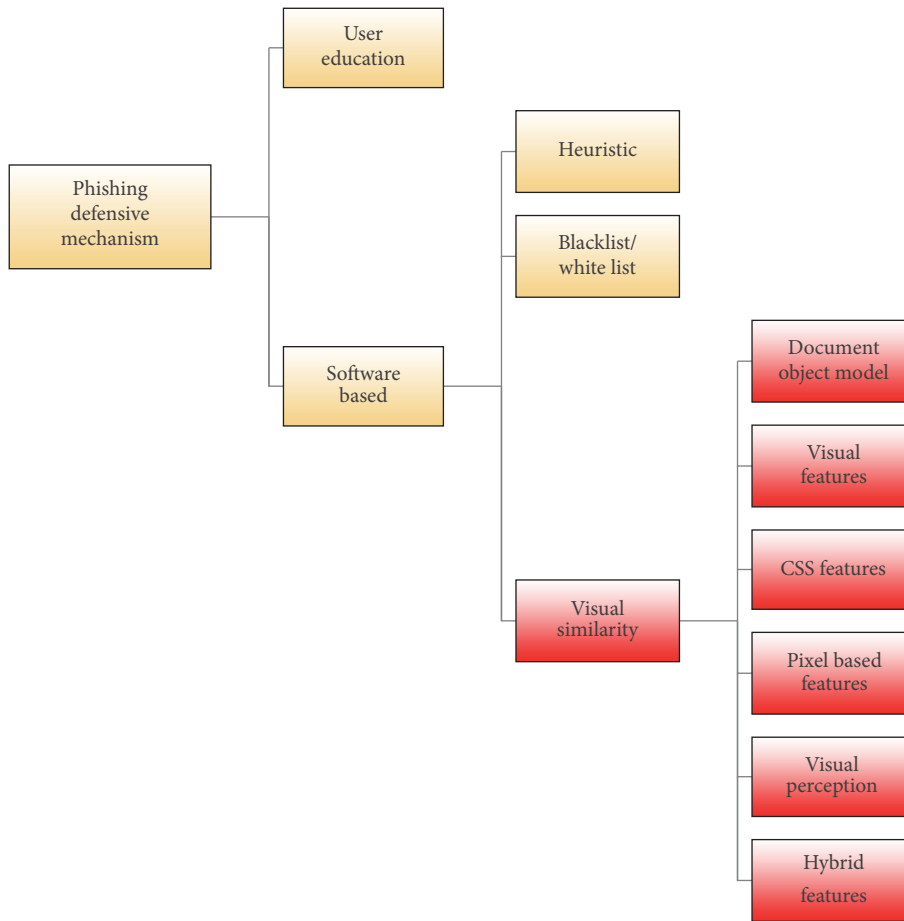 User
education
Phishing
defensive
mechanism
Heuristic
Blacklist/
white list
Software
based
Document
object model
Visual
features
CSS features
Visual
similarity
Pixel based
features
Visual
perception
Hybrid
features